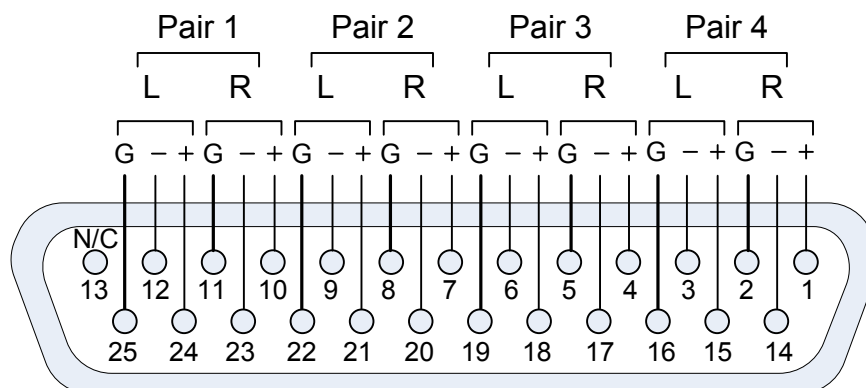 Pair 1 Pair 2 Pair 3 Pair 4
L R L R L R L R
G − + G − + G − + G − + G − + G − + G − + G − +
N/C
13 12 11 10 9 8 7 6 5 4 3 2 1
25 24 23 22 21 20 19 18 17 16 15 14